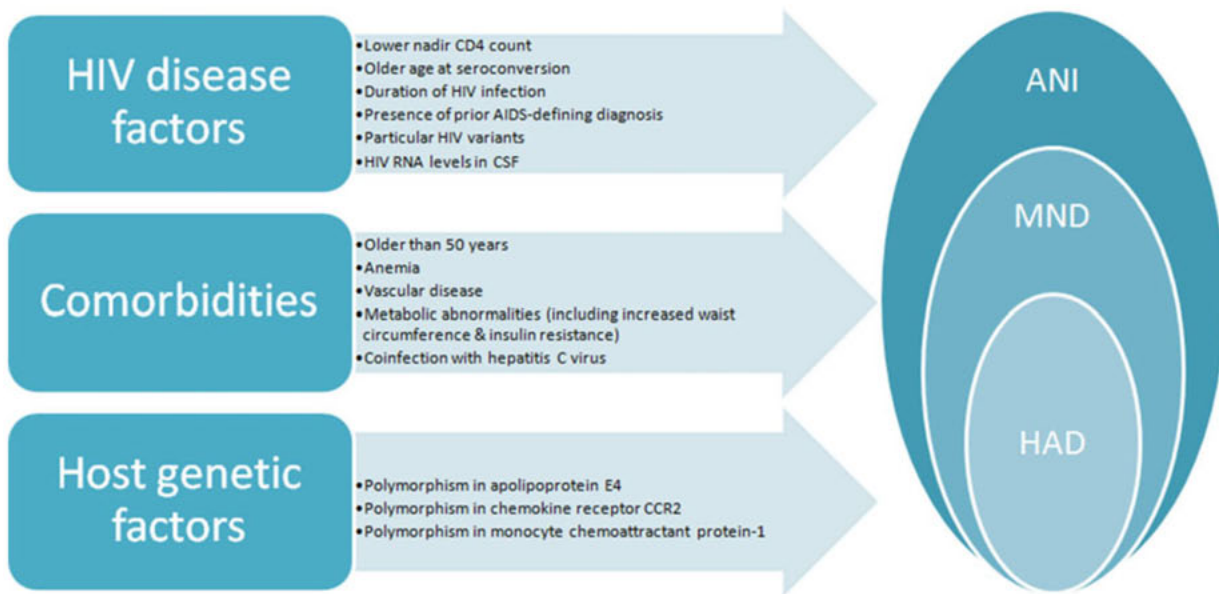 HIV disease
factors
•Lower nadir CD4 count
•Older age at seroconversion
•Duration of HIV infection
•Presence of prior AIDS-defining diagnosis
•Particular HIV variants
•HIV RNA levels in CSF
Comorbidities
•Older than 50 years
•Anemia
•Vascular disease
•Metabolic abnormalities (including increased waist
circumference & insulin resistance)
•Coinfection with hepatitis C virus
Host genetic
factors
•Polymorphism in apolipoprotein E4
•Polymorphism in chemokine receptor CCR2
•Polymorphism in monocyte chemoattractant protein-1
ANI
MND
HAD